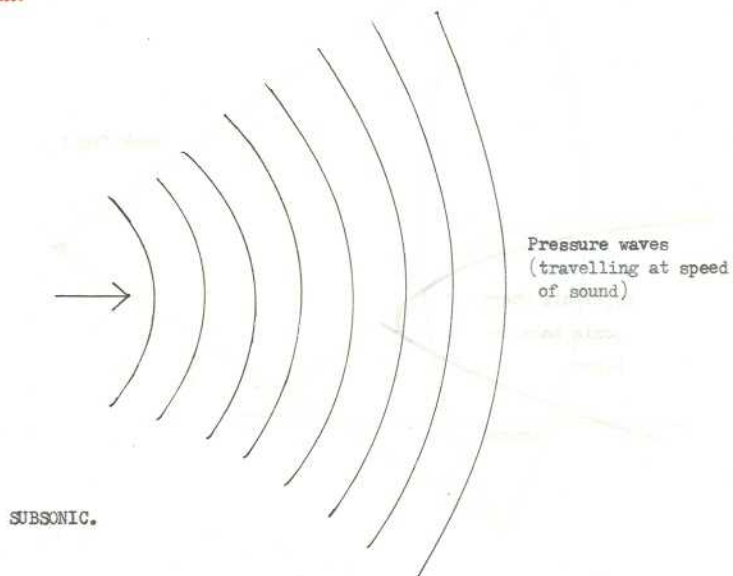 Pressure waves
(travelling at speed
of sound)
SUBSONIC.